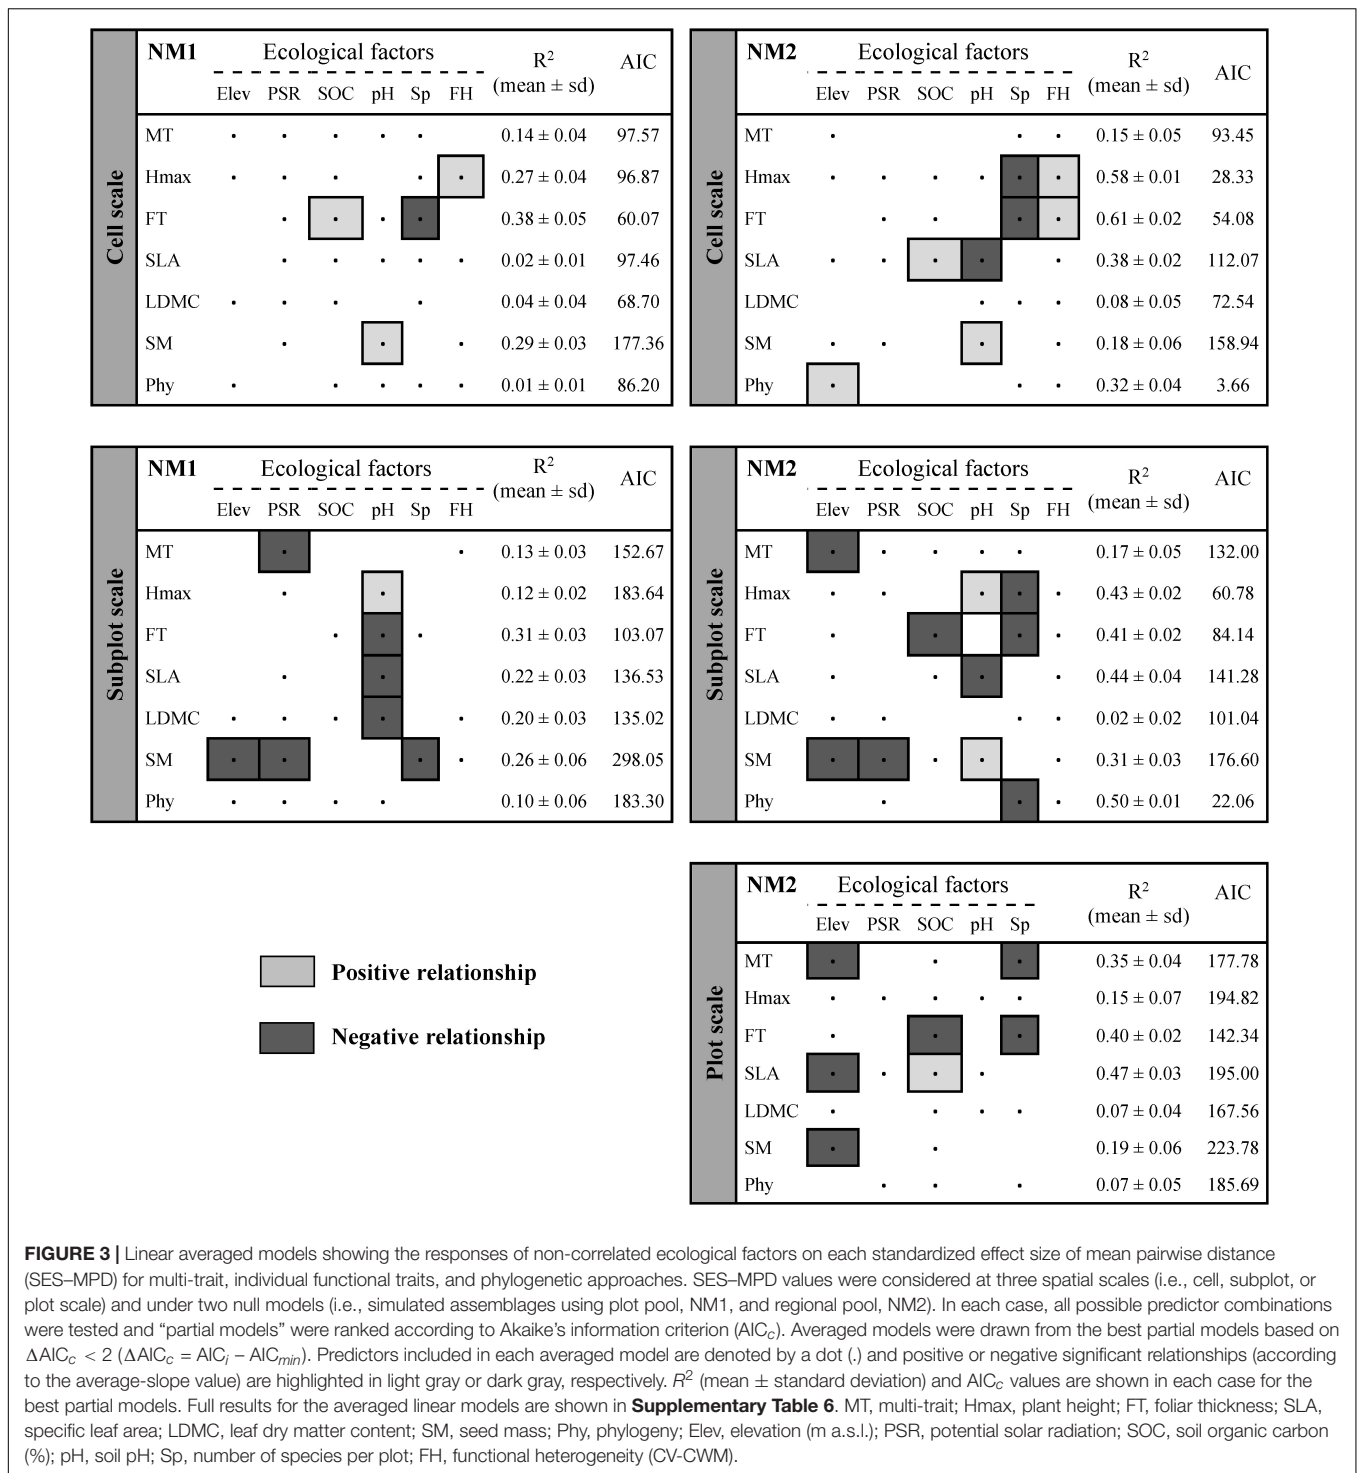 Cell scale
NM1 Ecological factors R² (mean ± sd) AIC
Elev PSR SOC pH Sp FH
MT . . . . . 0.14 ± 0.04 97.57
Hmax . . . . . 0.27 ± 0.04 96.87
FT . . . . 0.38 ± 0.05 60.07
SLA . . . . . 0.02 ± 0.01 97.46
LDMC . . . . 0.04 ± 0.04 68.70
SM . . . 0.29 ± 0.03 177.36
Phy . . . . . 0.01 ± 0.01 86.20
Cell scale
NM2 Ecological factors R² (mean ± sd) AIC
Elev PSR SOC pH Sp FH
MT . . . 0.15 ± 0.05 93.45
Hmax . . . . . . 0.58 ± 0.01 28.33
FT . . . . 0.61 ± 0.02 54.08
SLA . . . . . 0.38 ± 0.02 112.07
LDMC . . . 0.08 ± 0.05 72.54
SM . . . . 0.18 ± 0.06 158.94
Phy . . . 0.32 ± 0.04 3.66
Subplot scale
NM1 Ecological factors R² (mean ± sd) AIC
Elev PSR SOC pH Sp FH
MT . . 0.13 ± 0.03 152.67
Hmax . . 0.12 ± 0.02 183.64
FT . . . 0.31 ± 0.03 103.07
SLA . . 0.22 ± 0.03 136.53
LDMC . . . . . 0.20 ± 0.03 135.02
SM . . . . 0.26 ± 0.06 298.05
Phy . . . . 0.10 ± 0.06 183.30
Subplot scale
NM2 Ecological factors R² (mean ± sd) AIC
Elev PSR SOC pH Sp FH
MT . . . . . 0.17 ± 0.05 132.00
Hmax . . . . . 0.43 ± 0.02 60.78
FT . . . . 0.41 ± 0.02 84.14
SLA . . . . 0.44 ± 0.04 141.28
LDMC . . . . 0.02 ± 0.02 101.04
SM . . . . . 0.31 ± 0.03 176.60
Phy . . . 0.50 ± 0.01 22.06
Positive relationship
Negative relationship
Plot scale
NM2 Ecological factors R² (mean ± sd) AIC
Elev PSR SOC pH Sp
MT . . . 0.35 ± 0.04 177.78
Hmax . . . . . 0.15 ± 0.07 194.82
FT . . . 0.40 ± 0.02 142.34
SLA . . . . 0.47 ± 0.03 195.00
LDMC . . . . 0.07 ± 0.04 167.56
SM . . 0.19 ± 0.06 223.78
Phy . . . 0.07 ± 0.05 185.69
FIGURE 3 | Linear averaged models showing the responses of non-correlated ecological factors on each standardized effect size of mean pairwise distance
(SES–MPD) for multi-trait, individual functional traits, and phylogenetic approaches. SES–MPD values were considered at three spatial scales (i.e., cell, subplot, or
plot scale) and under two null models (i.e., simulated assemblages using plot pool, NM1, and regional pool, NM2). In each case, all possible predictor combinations
were tested and “partial models” were ranked according to Akaike’s information criterion (AICc). Averaged models were drawn from the best partial models based on
ΔAICc < 2 (ΔAICc = AICi − AICmin). Predictors included in each averaged model are denoted by a dot (.) and positive or negative significant relationships (according
to the average-slope value) are highlighted in light gray or dark gray, respectively. R² (mean ± standard deviation) and AICc values are shown in each case for the
best partial models. Full results for the averaged linear models are shown in Supplementary Table 6. MT, multi-trait; Hmax, plant height; FT, foliar thickness; SLA,
specific leaf area; LDMC, leaf dry matter content; SM, seed mass; Phy, phylogeny; Elev, elevation (m a.s.l.); PSR, potential solar radiation; SOC, soil organic carbon
(%); pH, soil pH; Sp, number of species per plot; FH, functional heterogeneity (CV-CWM).